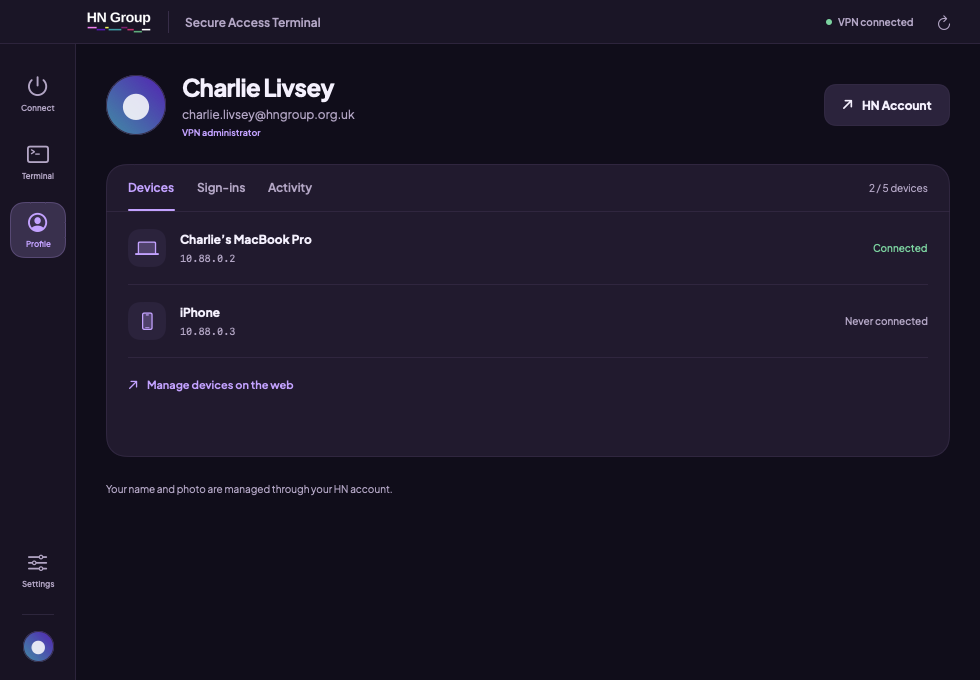 HN Group
Secure Access Terminal
VPN connected
Connect
Terminal
Profile
Settings
Charlie Livsey
charlie.livsey@hngroup.org.uk
VPN administrator
HN Account
Devices Sign-ins Activity 2 / 5 devices
Charlie’s MacBook Pro
10.88.0.2
Connected
iPhone
10.88.0.3
Never connected
Manage devices on the web
Your name and photo are managed through your HN account.